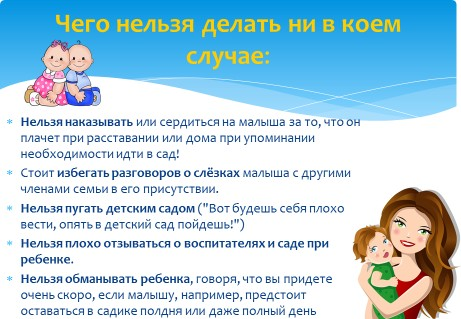 Чего нельзя делать ни в коем
случае:
* Нельзя наказывать или сердиться на малыша за то, что он
плачет при расставании или дома при упоминании
необходимости идти в сад!
* Стоит избегать разговоров о слёзках малыша с другими
членами семьи в его присутствии.
* Нельзя пугать детским садом ("Вот будешь себя плохо
вести, опять в детский сад пойдешь!")
* Нельзя плохо отзываться о воспитателях и саде при
ребенке.
* Нельзя обманывать ребенка, говоря, что вы придете
очень скоро, если малышу, например, предстоит
оставаться в садике полдня или даже полный день